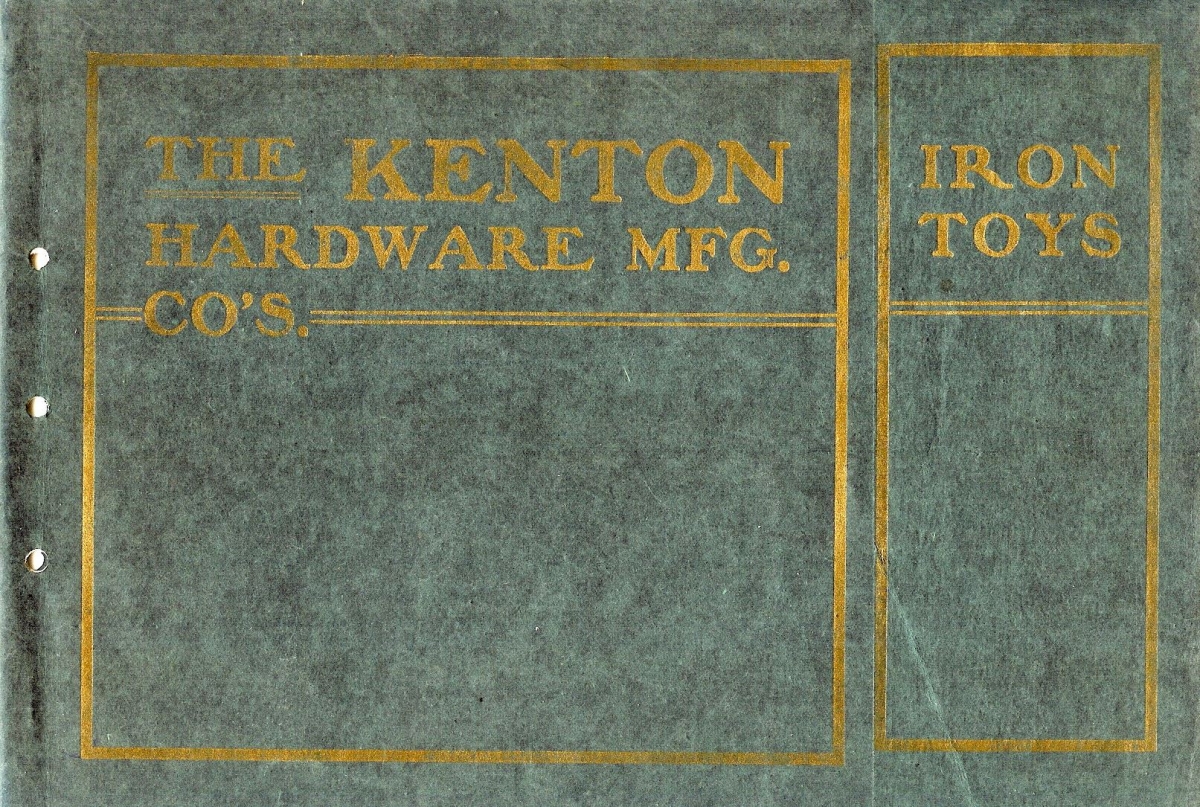 THE KENTON
HARDWARE MFG.
CO'S.
IRON
TOYS